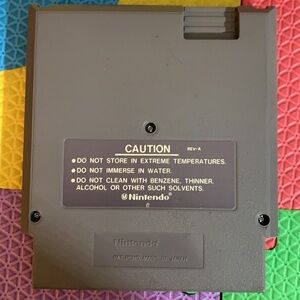 CAUTION REV-A
• DO NOT STORE IN EXTREME TEMPERATURES.
• DO NOT IMMERSE IN WATER.
• DO NOT CLEAN WITH BENZENE, THINNER,
ALCOHOL OR OTHER SUCH SOLVENTS.
Nintendo®
Nintendo®